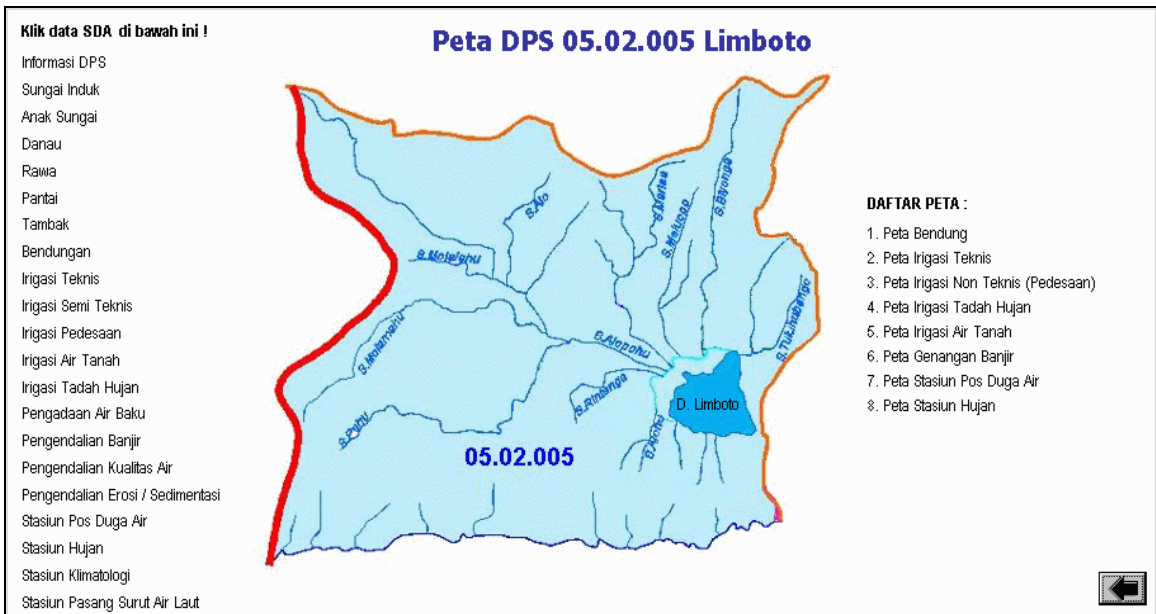 Klik data SDA di bawah ini !
Informasi DPS
Sungai Induk
Anak Sungai
Danau
Rawa
Pantai
Tambak
Bendungan
Irigasi Teknis
Irigasi Semi Teknis
Irigasi Pedesaan
Irigasi Air Tanah
Irigasi Tadah Hujan
Pengadaan Air Baku
Pengendalian Banjir
Pengendalian Kualitas Air
Pengendalian Erosi / Sedimentasi
Stasiun Pos Duga Air
Stasiun Hujan
Stasiun Klimatologi
Stasiun Pasang Surut Air Laut
Peta DPS 05.02.005 Limboto
S.Alo
S.Marisa
S.Biyonga
S.Alopohu
S.Rintenga
S.Pohu
D. Limboto
05.02.005
DAFTAR PETA :
1. Peta Bendung
2. Peta Irigasi Teknis
3. Peta Irigasi Non Teknis (Pedesaan)
4. Peta Irigasi Tadah Hujan
5. Peta Irigasi Air Tanah
6. Peta Genangan Banjir
7. Peta Stasiun Pos Duga Air
8. Peta Stasiun Hujan